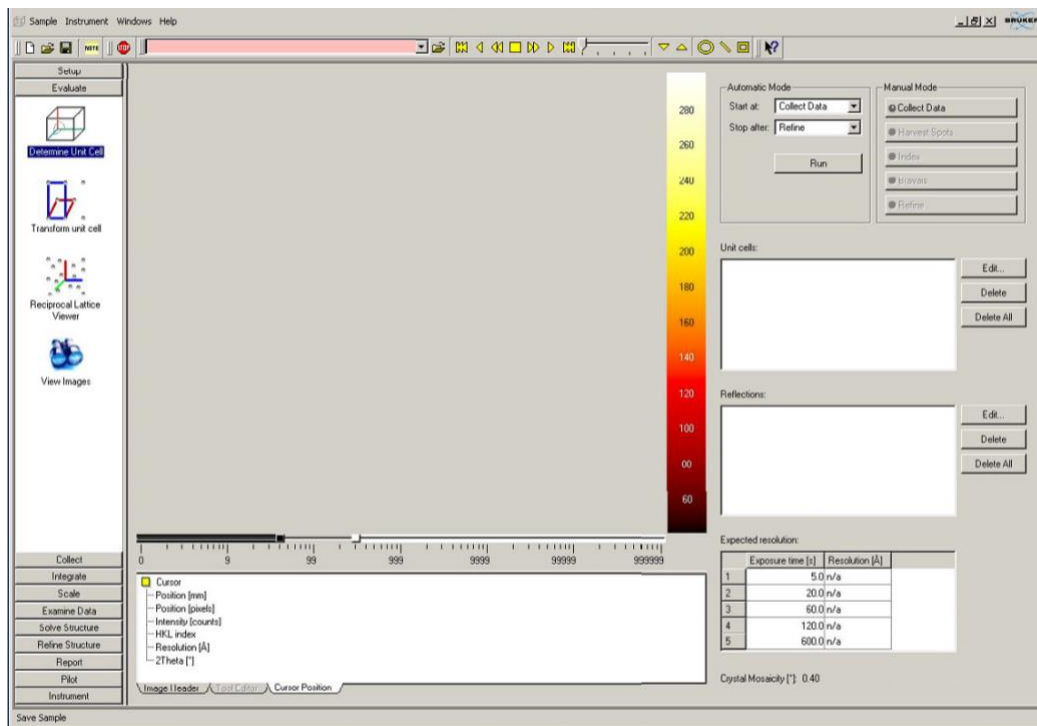 Sample Instrument Windows Help
BRUKER
NOTE STOP
Setup
Evaluate
Determine Unit Cell
Transform unit cell
Reciprocal Lattice
Viewer
View Images
Collect
Integrate
Scale
Examine Data
Solve Structure
Refine Structure
Report
Pilot
Instrument
280
260
240
220
200
180
160
140
120
100
00
60
0 9 99 999 9999 99999 999999
Cursor
Position [mm]
Position [pixels]
Intensity [counts]
HKL index
Resolution [Å]
2Theta [°]
Image Header Tool Editor Cursor Position
Automatic Mode
Start at: Collect Data
Stop after: Refine
Run
Manual Mode
Collect Data
Harvest Spots
Index
Bravais
Refine
Unit cells:
Edit...
Delete
Delete All
Reflections:
Edit...
Delete
Delete All
Expected resolution:
Exposure time [s] Resolution [Å]
1 5.0 n/a
2 20.0 n/a
3 60.0 n/a
4 120.0 n/a
5 600.0 n/a
Crystal Mosaicity [°]: 0.40
Save Sample